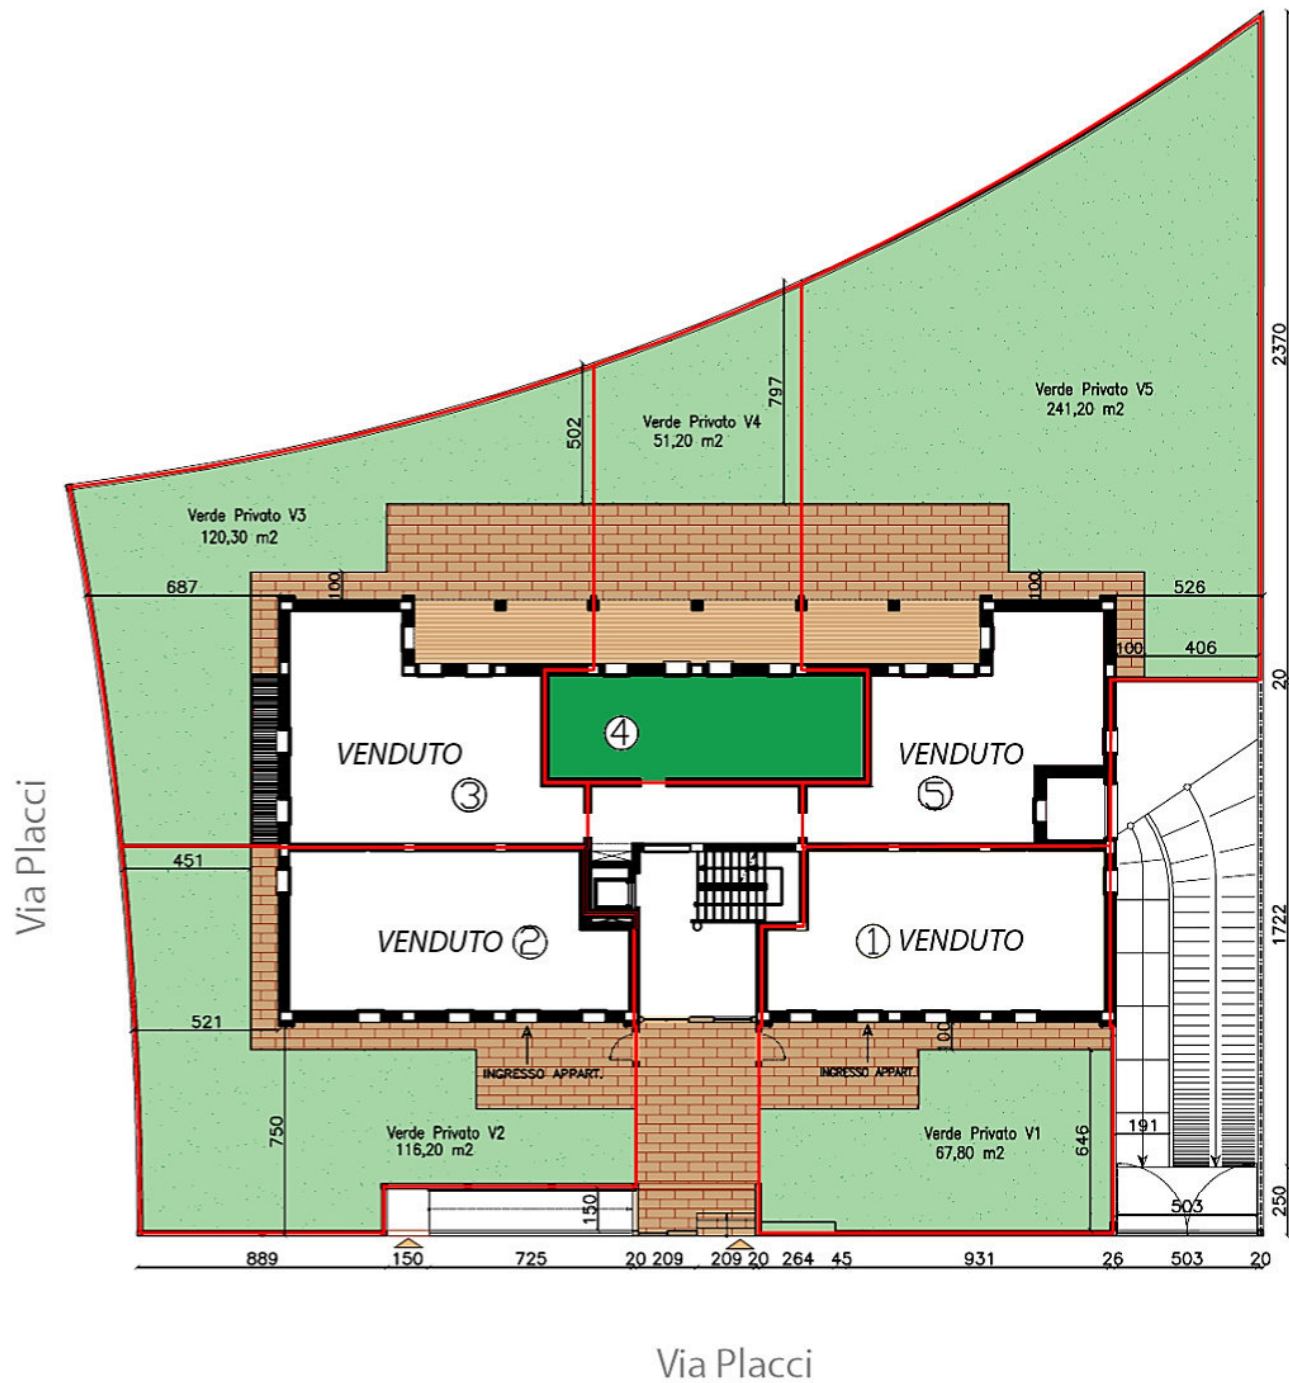 2370
797
Verde Privato V5
241,20 m2
Verde Privato V4
51,20 m2
502
Verde Privato V3
120,30 m2
687
100
100
526
100
406
20
4
VENDUTO
3
VENDUTO
5
Via Placci
451
VENDUTO 2
1 VENDUTO
1722
521
100
INGRESSO APPART.
INGRESSO APPART.
750
Verde Privato V2
116,20 m2
Verde Privato V1
67,80 m2
646
191
150
503
250
889
150
725
20
209
209
20
264
45
931
26
503
20
Via Placci